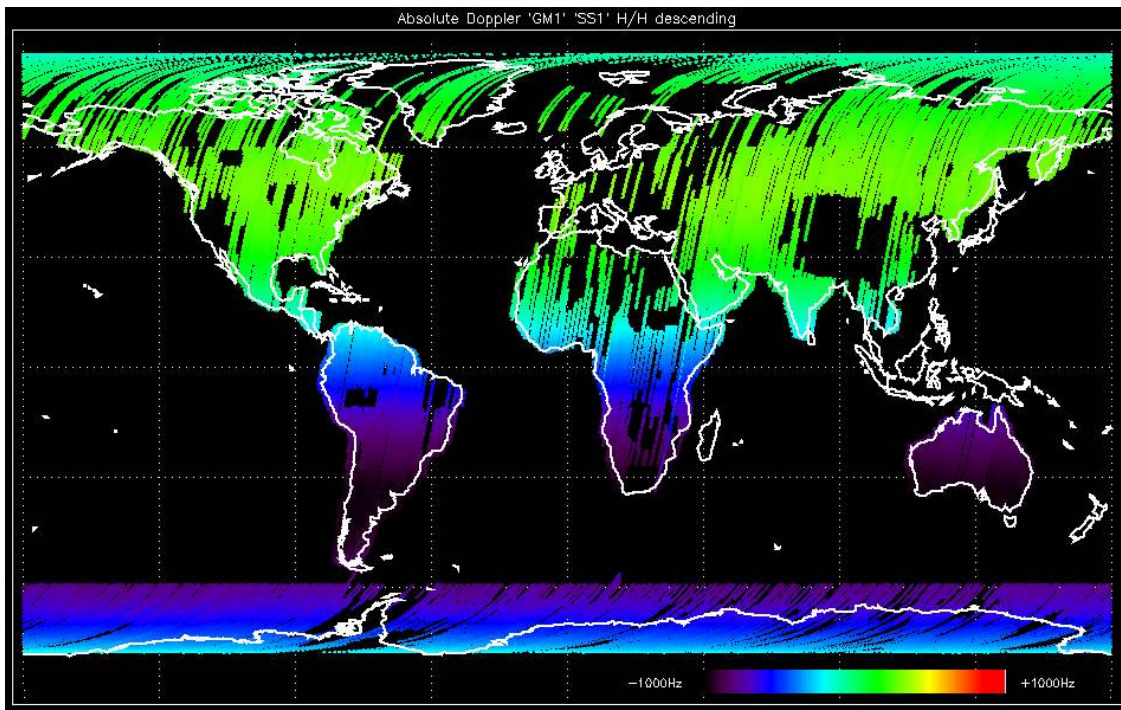 Absolute Doppler 'GM1' 'SS1' H/H descending
−1000Hz
+1000Hz